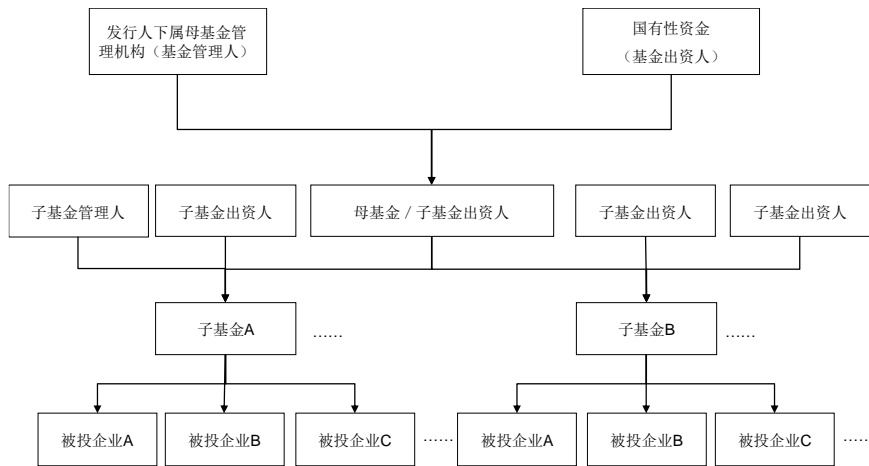 发行人下属母基金管
理机构（基金管理人）
国有性资金
（基金出资人）
子基金管理人
子基金出资人
母基金 / 子基金出资人
子基金出资人
子基金出资人
子基金A
……
子基金B
……
被投企业A
被投企业B
被投企业C
……
被投企业A
被投企业B
被投企业C
……